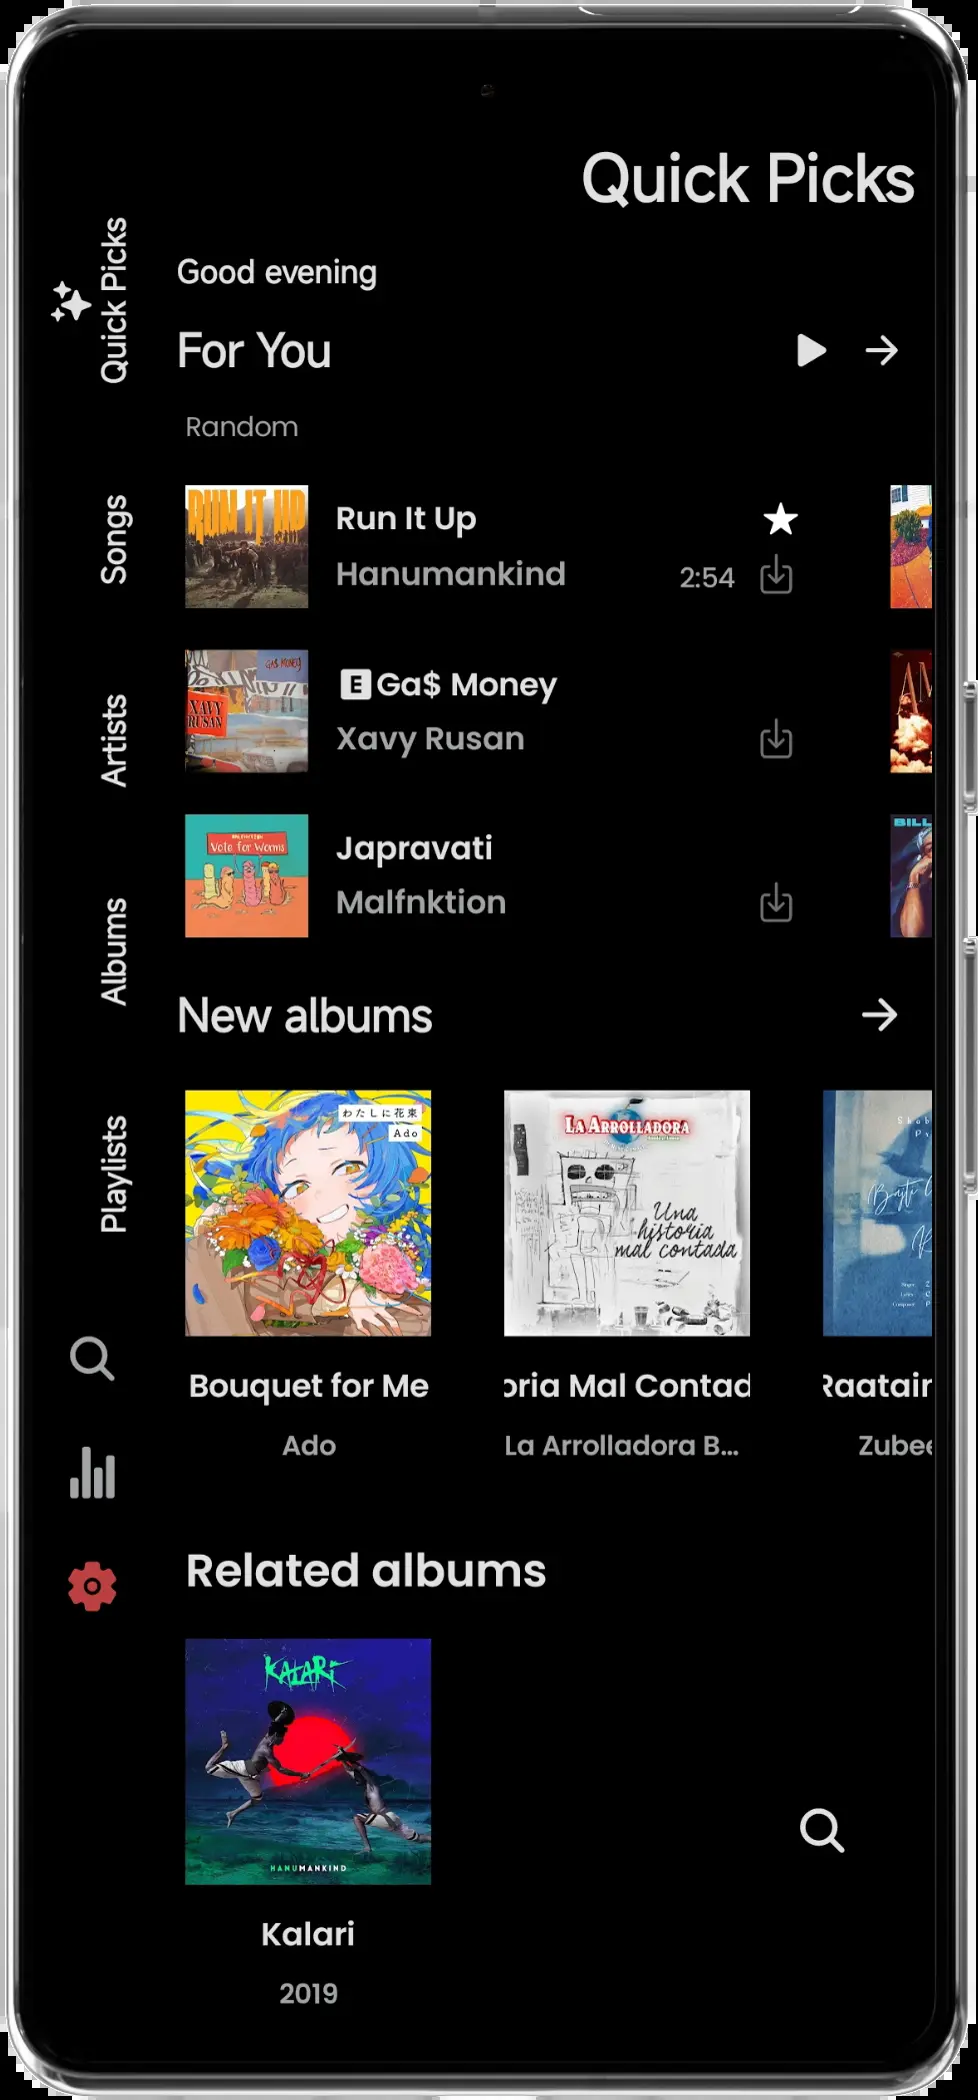 Quick Picks
Quick Picks
Songs
Artists
Albums
Playlists
Good evening
For You
Random
RUN IT UP
Run It Up
Hanumankind
2:54
GA$ MONEY
XAVY
RUSAN
E Ga$ Money
Xavy Rusan
Vote for Worms
Japravati
Malfnktion
BILL
New albums
わたしに花束
Ado
Bouquet for Me
Ado
LA ARROLLADORA
Una
historia
mal contada
oria Mal Contad
La Arrolladora B...
Raatair
Zubee
Related albums
KALARI
HANUMANKIND
Kalari
2019